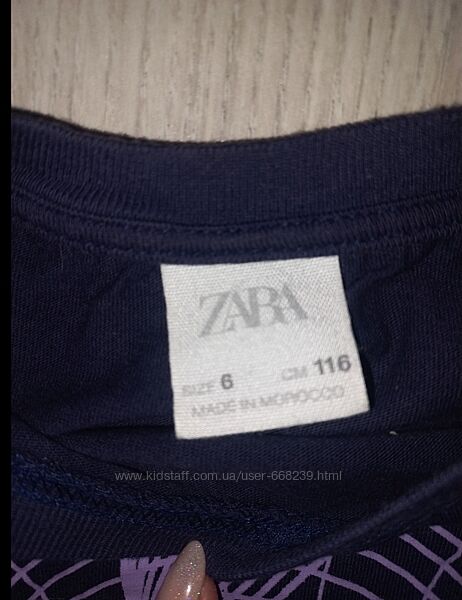 ZARA
SIZE 6 CM 116
MADE IN MOROCCO
www.kidstaff.com.ua/user-668239.html